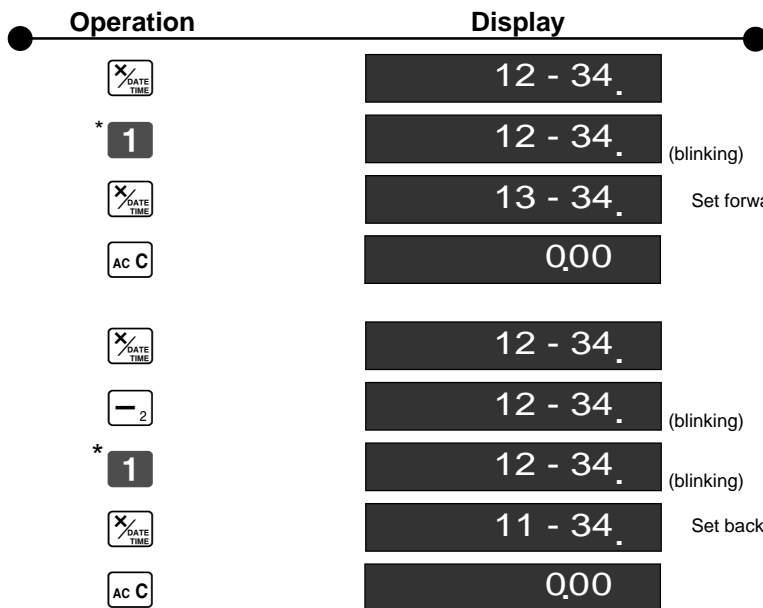 Operation Display
×/DATE TIME 12 - 34.
* 1 12 - 34. (blinking)
×/DATE TIME 13 - 34. Set forwa
AC C 0.00
×/DATE TIME 12 - 34.
− 2 12 - 34. (blinking)
* 1 12 - 34. (blinking)
×/DATE TIME 11 - 34. Set back
AC C 0.00